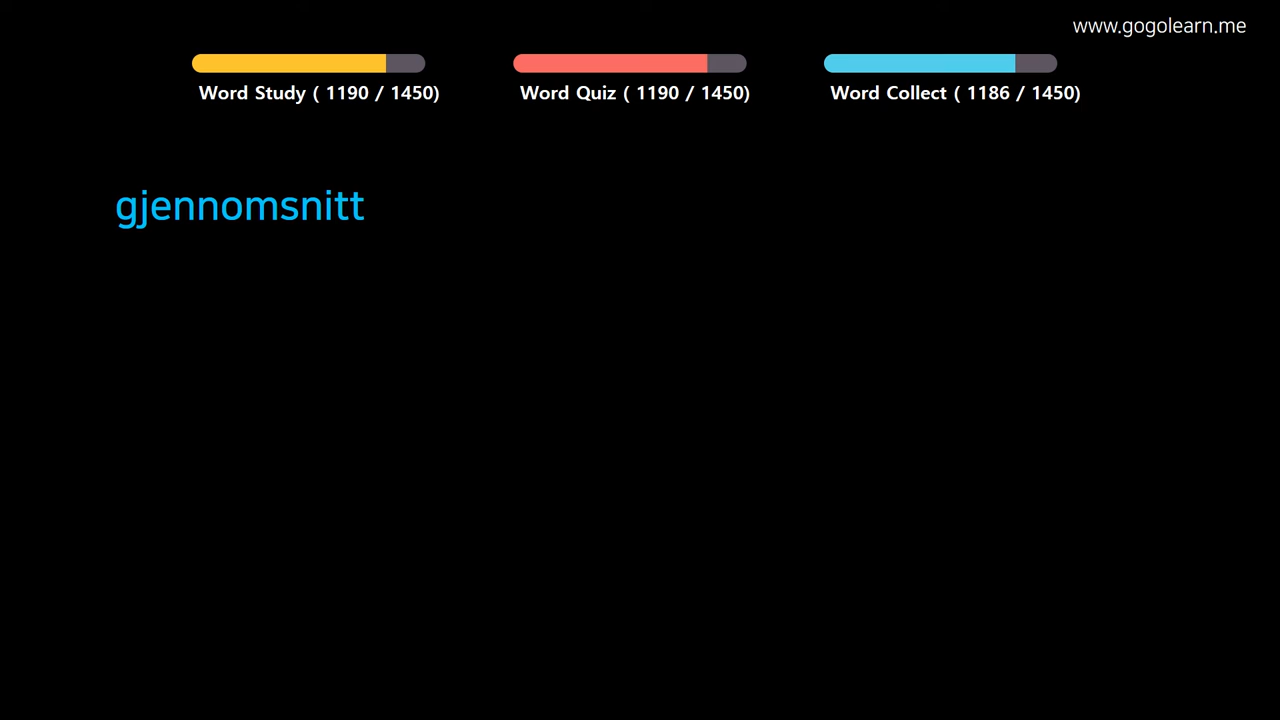 www.gogolearn.me
Word Study ( 1190 / 1450)
Word Quiz ( 1190 / 1450)
Word Collect ( 1186 / 1450)
gjennomsnitt